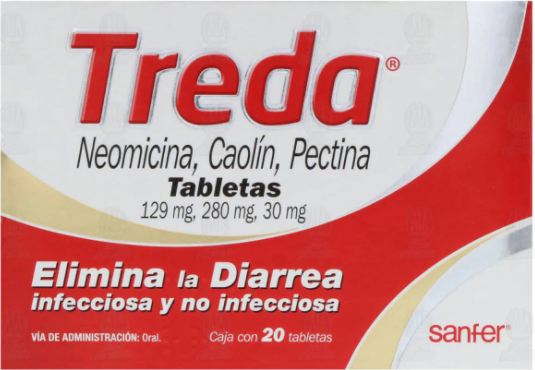 Treda®
Neomicina, Caolín, Pectina
Tabletas
129 mg, 280 mg, 30 mg
Elimina la Diarrea
infecciosa y no infecciosa
VÍA DE ADMINISTRACIÓN: Oral.
Caja con 20 tabletas
sanfer®